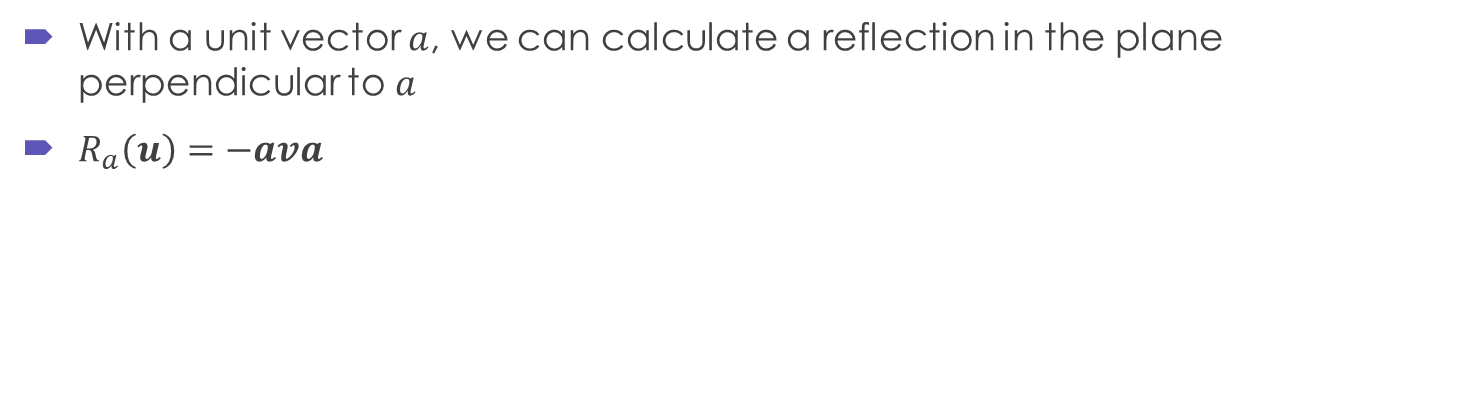 With a unit vector a, we can calculate a reflection in the plane
perpendicular to a
Rₐ(u) = −ava